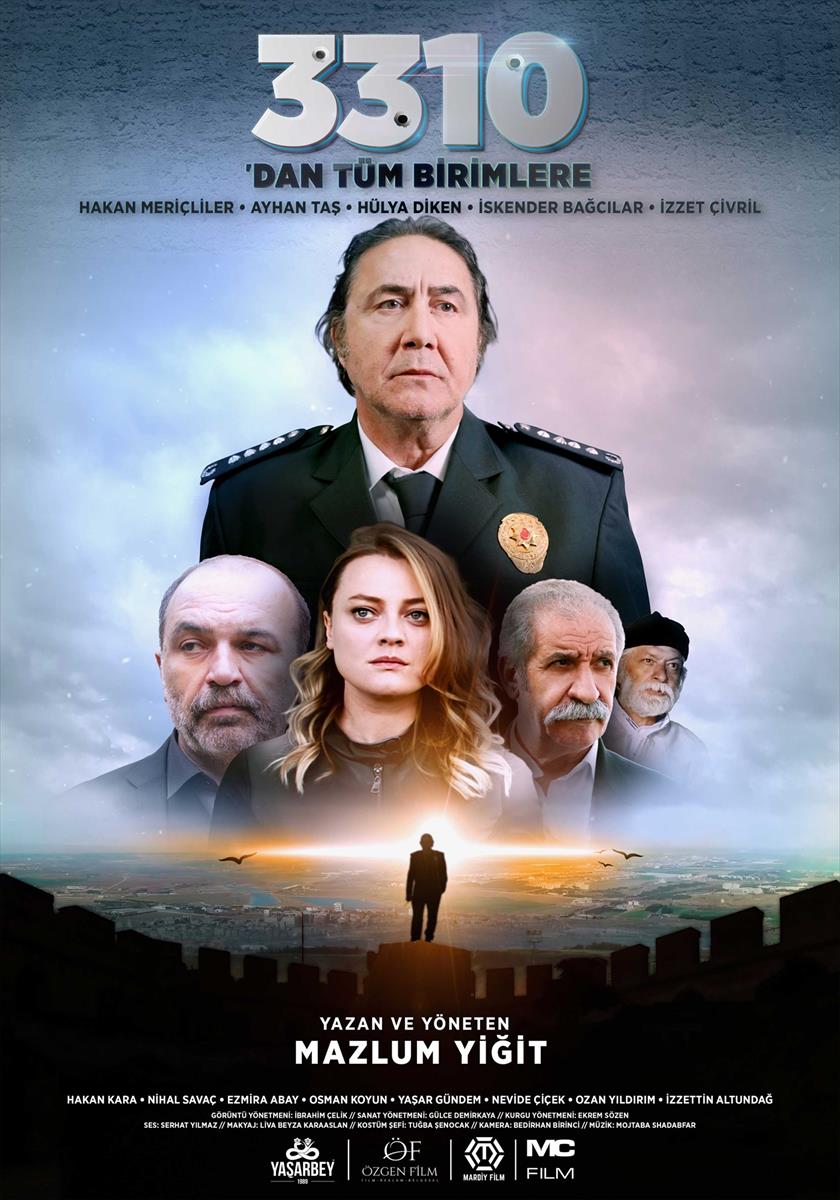 3310
'DAN TÜM BİRİMLERE
HAKAN MERİÇLİLER • AYHAN TAŞ • HÜLYA DİKEN • İSKENDER BAĞCILAR • İZZET ÇİVRİL
YAZAN VE YÖNETEN
MAZLUM YİĞİT
HAKAN KARA • NİHAL SAVAÇ • EZMİRA ABAY • OSMAN KOYUN • YAŞAR GÜNDEM • NEVİDE ÇİÇEK • OZAN YILDIRIM • İZZETTİN ALTUNDAĞ
GÖRÜNTÜ YÖNETMENİ: İBRAHİM ÇELİK // SANAT YÖNETMENİ: GÜLCE DEMİRKAYA // KURGU YÖNETMENİ: EKREM SÖZEN
SES: SERHAT YILMAZ // MAKYAJ: LİVA BEYZA KARAASLAN // KOSTÜM ŞEFİ: TUĞBA ŞENOCAK // KAMERA: BEDİRHAN BİRİNCİ // MÜZİK: MOJTABA SHADABFAR
YAŞARBEY
1989
ÖF
ÖZGEN FİLM
FİLM-REKLAM-BELGESEL
MARDİY FİLM
MC
FILM